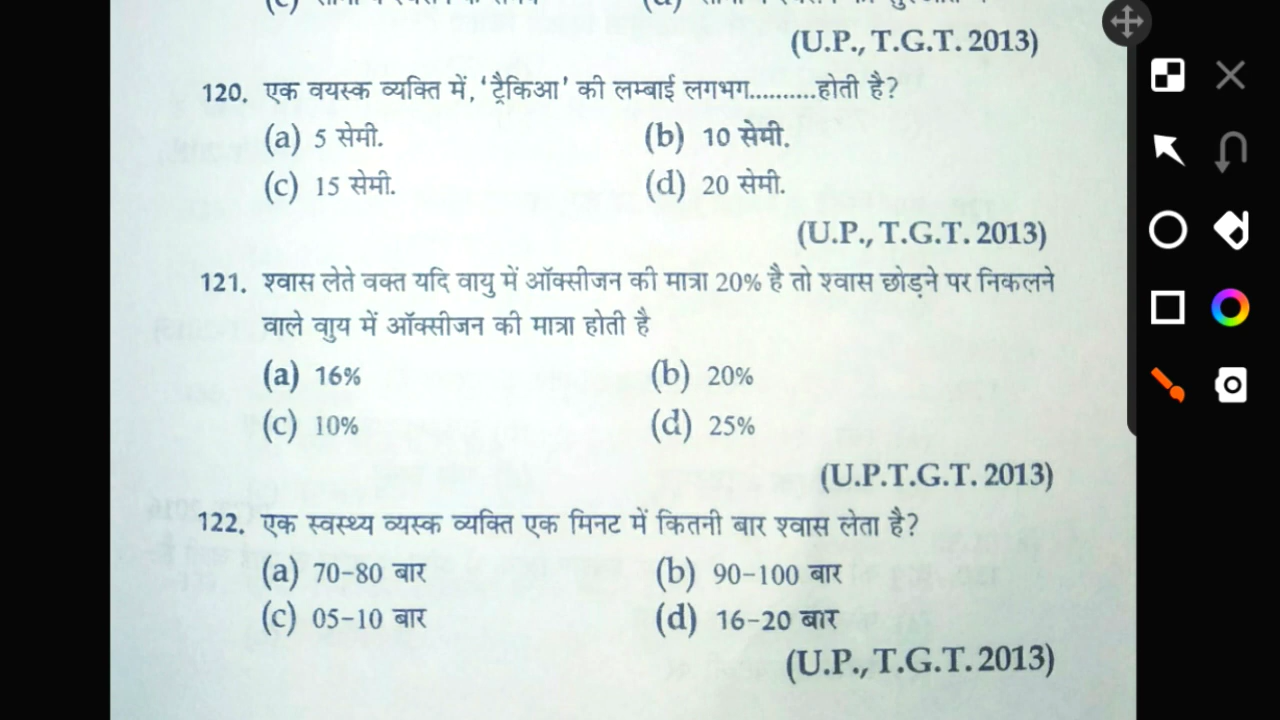 (U.P., T.G.T. 2013)
120. एक वयस्क व्यक्ति में, 'ट्रैकिआ' की लम्बाई लगभग..........होती है?
(a) 5 सेमी. (b) 10 सेमी.
(c) 15 सेमी. (d) 20 सेमी.
(U.P., T.G.T. 2013)
121. श्वास लेते वक्त यदि वायु में ऑक्सीजन की मात्रा 20% है तो श्वास छोड़ने पर निकलने
वाले वाुय में ऑक्सीजन की मात्रा होती है
(a) 16% (b) 20%
(c) 10% (d) 25%
(U.P.T.G.T. 2013)
122. एक स्वस्थ्य व्यस्क व्यक्ति एक मिनट में कितनी बार श्वास लेता है?
(a) 70-80 बार (b) 90-100 बार
(c) 05-10 बार (d) 16-20 बार
(U.P., T.G.T. 2013)